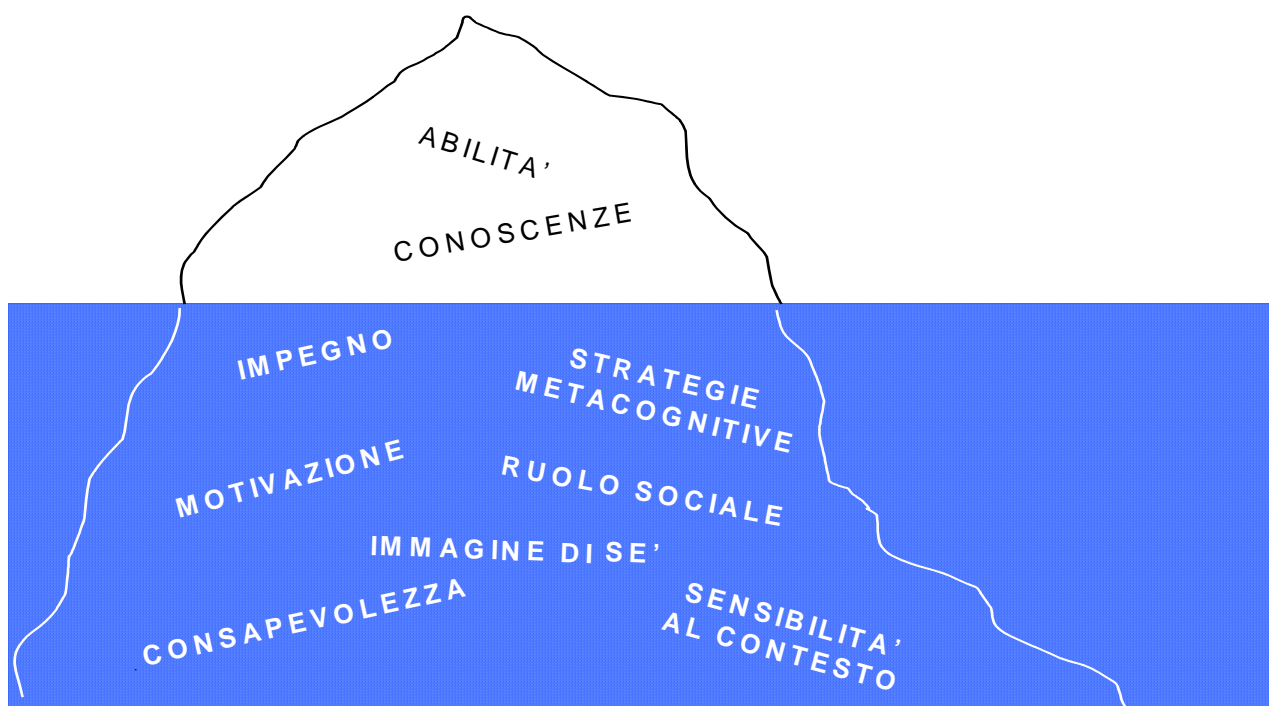 ABILITA’
CONOSCENZE
IMPEGNO
STRATEGIE
METACOGNITIVE
MOTIVAZIONE
RUOLO SOCIALE
IMMAGINE DI SE’
CONSAPEVOLEZZA
SENSIBILITA’
AL CONTESTO